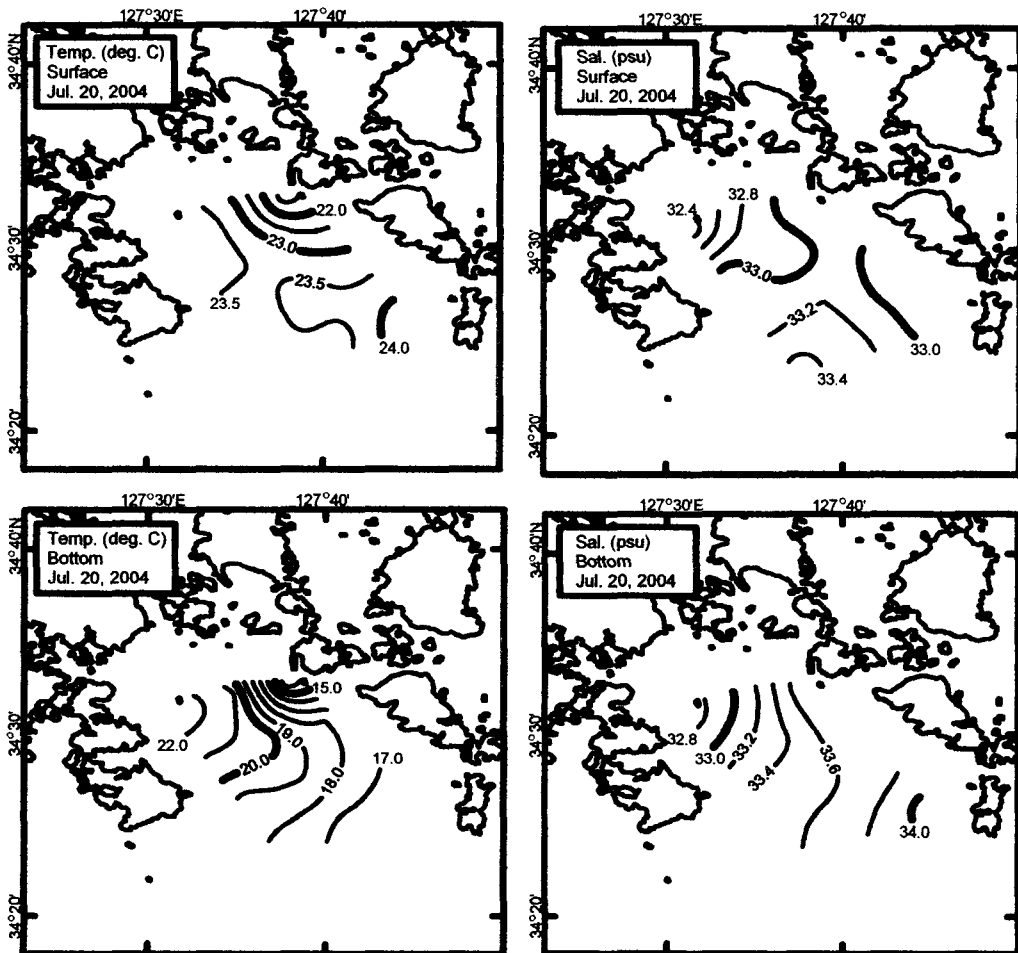 127°30'E 127°40'
34°40'N
Temp. (deg. C)
Surface
Jul. 20, 2004
22.0
34°30'
23.0
23.5
23.5
24.0
34°20'
127°30'E 127°40'
34°40'N
Sal. (psu)
Surface
Jul. 20, 2004
32.8
32.4
34°30'
33.0
33.2
33.0
33.4
34°20'
127°30'E 127°40'
34°40'N
Temp. (deg. C)
Bottom
Jul. 20, 2004
15.0
34°30'
19.0
22.0
20.0
17.0
18.0
34°20'
127°30'E 127°40'
34°40'N
Sal. (psu)
Bottom
Jul. 20, 2004
34°30'
32.8
33.0
33.2
33.4
33.6
34.0
34°20'